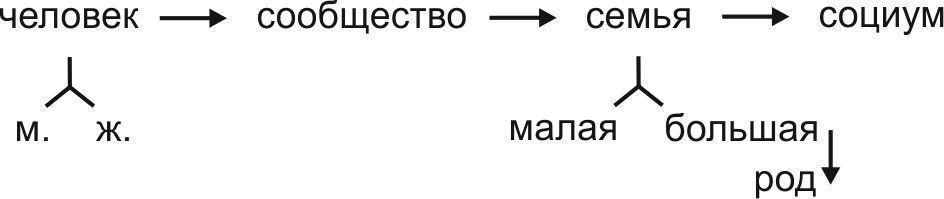 человек сообщество семья социум
м. ж. малая большая
род